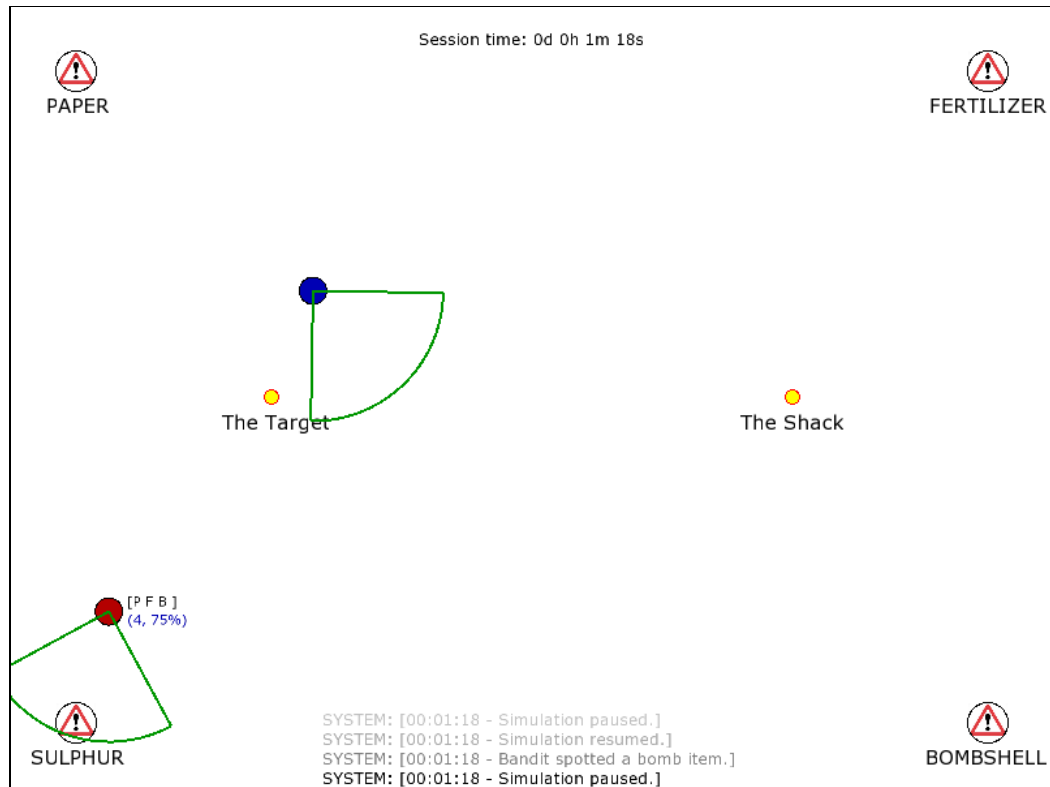 Session time: 0d 0h 1m 18s
PAPER
FERTILIZER
The Target
The Shack
[P F B ]
(4, 75%)
SULPHUR
BOMBSHELL
SYSTEM: [00:01:18 - Simulation paused.]
SYSTEM: [00:01:18 - Simulation resumed.]
SYSTEM: [00:01:18 - Bandit spotted a bomb item.]
SYSTEM: [00:01:18 - Simulation paused.]